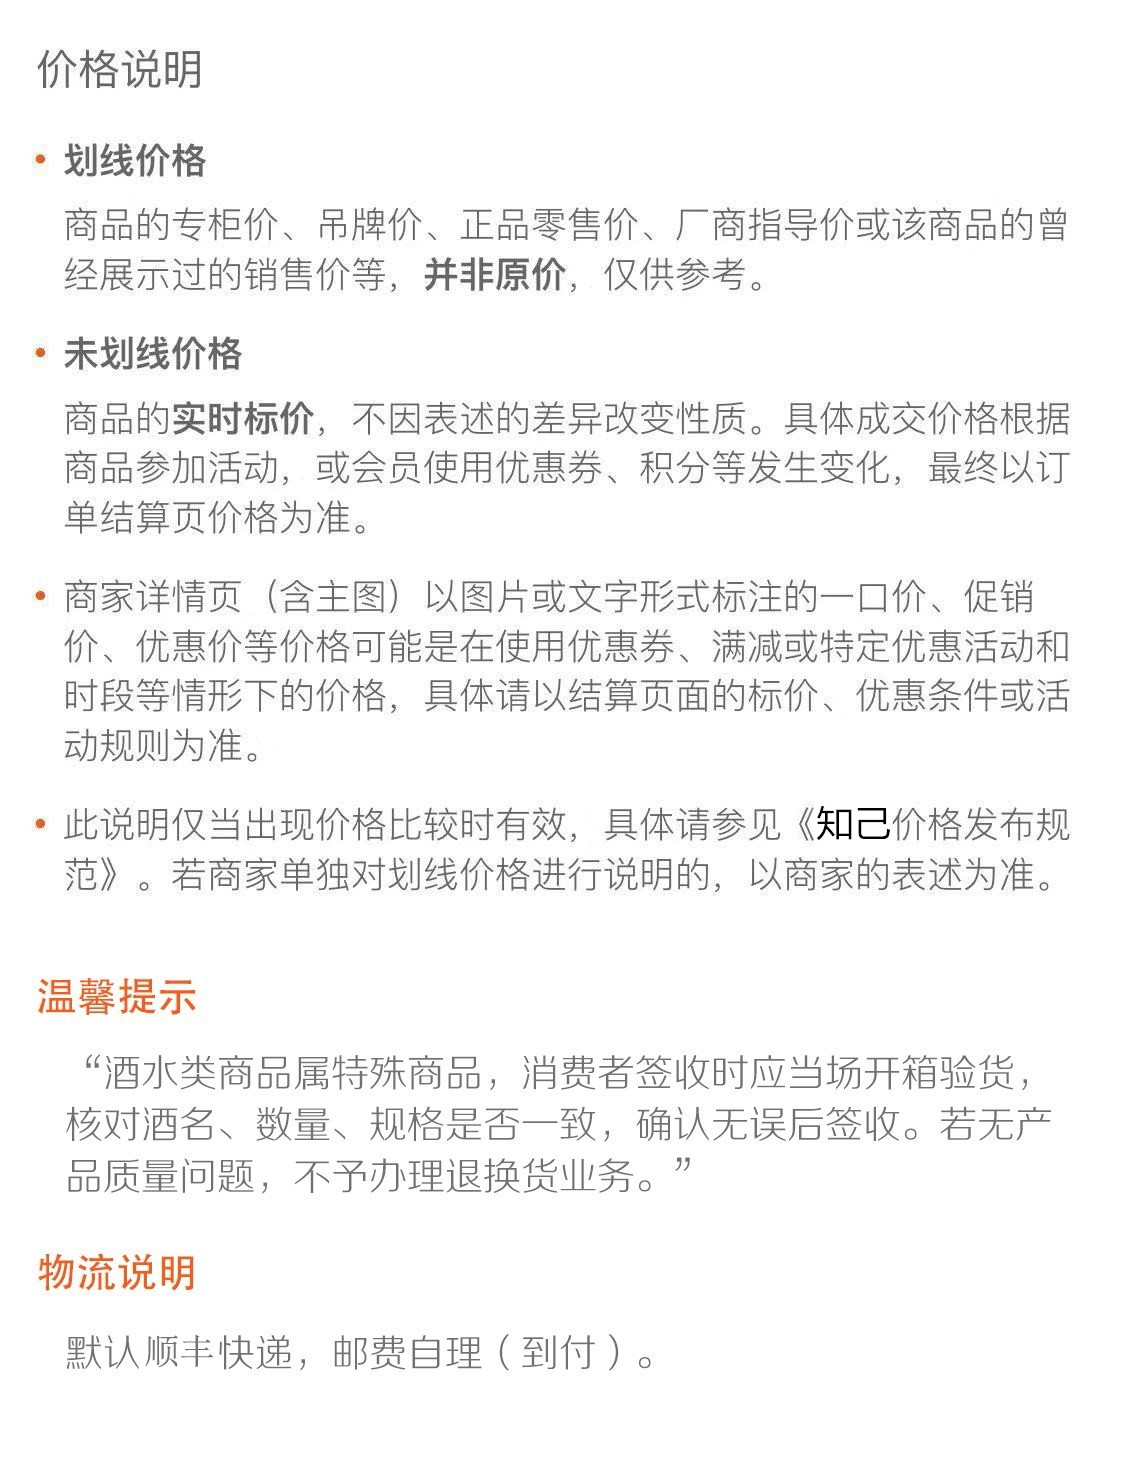 价格说明
划线价格
商品的专柜价、吊牌价、正品零售价、厂商指导价或该商品的曾
经展示过的销售价等，并非原价，仅供参考。
未划线价格
商品的实时标价，不因表述的差异改变性质。具体成交价格根据
商品参加活动，或会员使用优惠券、积分等发生变化，最终以订
单结算页价格为准。
商家详情页（含主图）以图片或文字形式标注的一口价、促销
价、优惠价等价格可能是在使用优惠券、满减或特定优惠活动和
时段等情形下的价格，具体请以结算页面的标价、优惠条件或活
动规则为准。
此说明仅当出现价格比较时有效，具体请参见《知己价格发布规
范》。若商家单独对划线价格进行说明的，以商家的表述为准。
温馨提示
“酒水类商品属特殊商品，消费者签收时应当场开箱验货，
核对酒名、数量、规格是否一致，确认无误后签收。若无产
品质量问题，不予办理退换货业务。”
物流说明
默认顺丰快递，邮费自理（到付）。